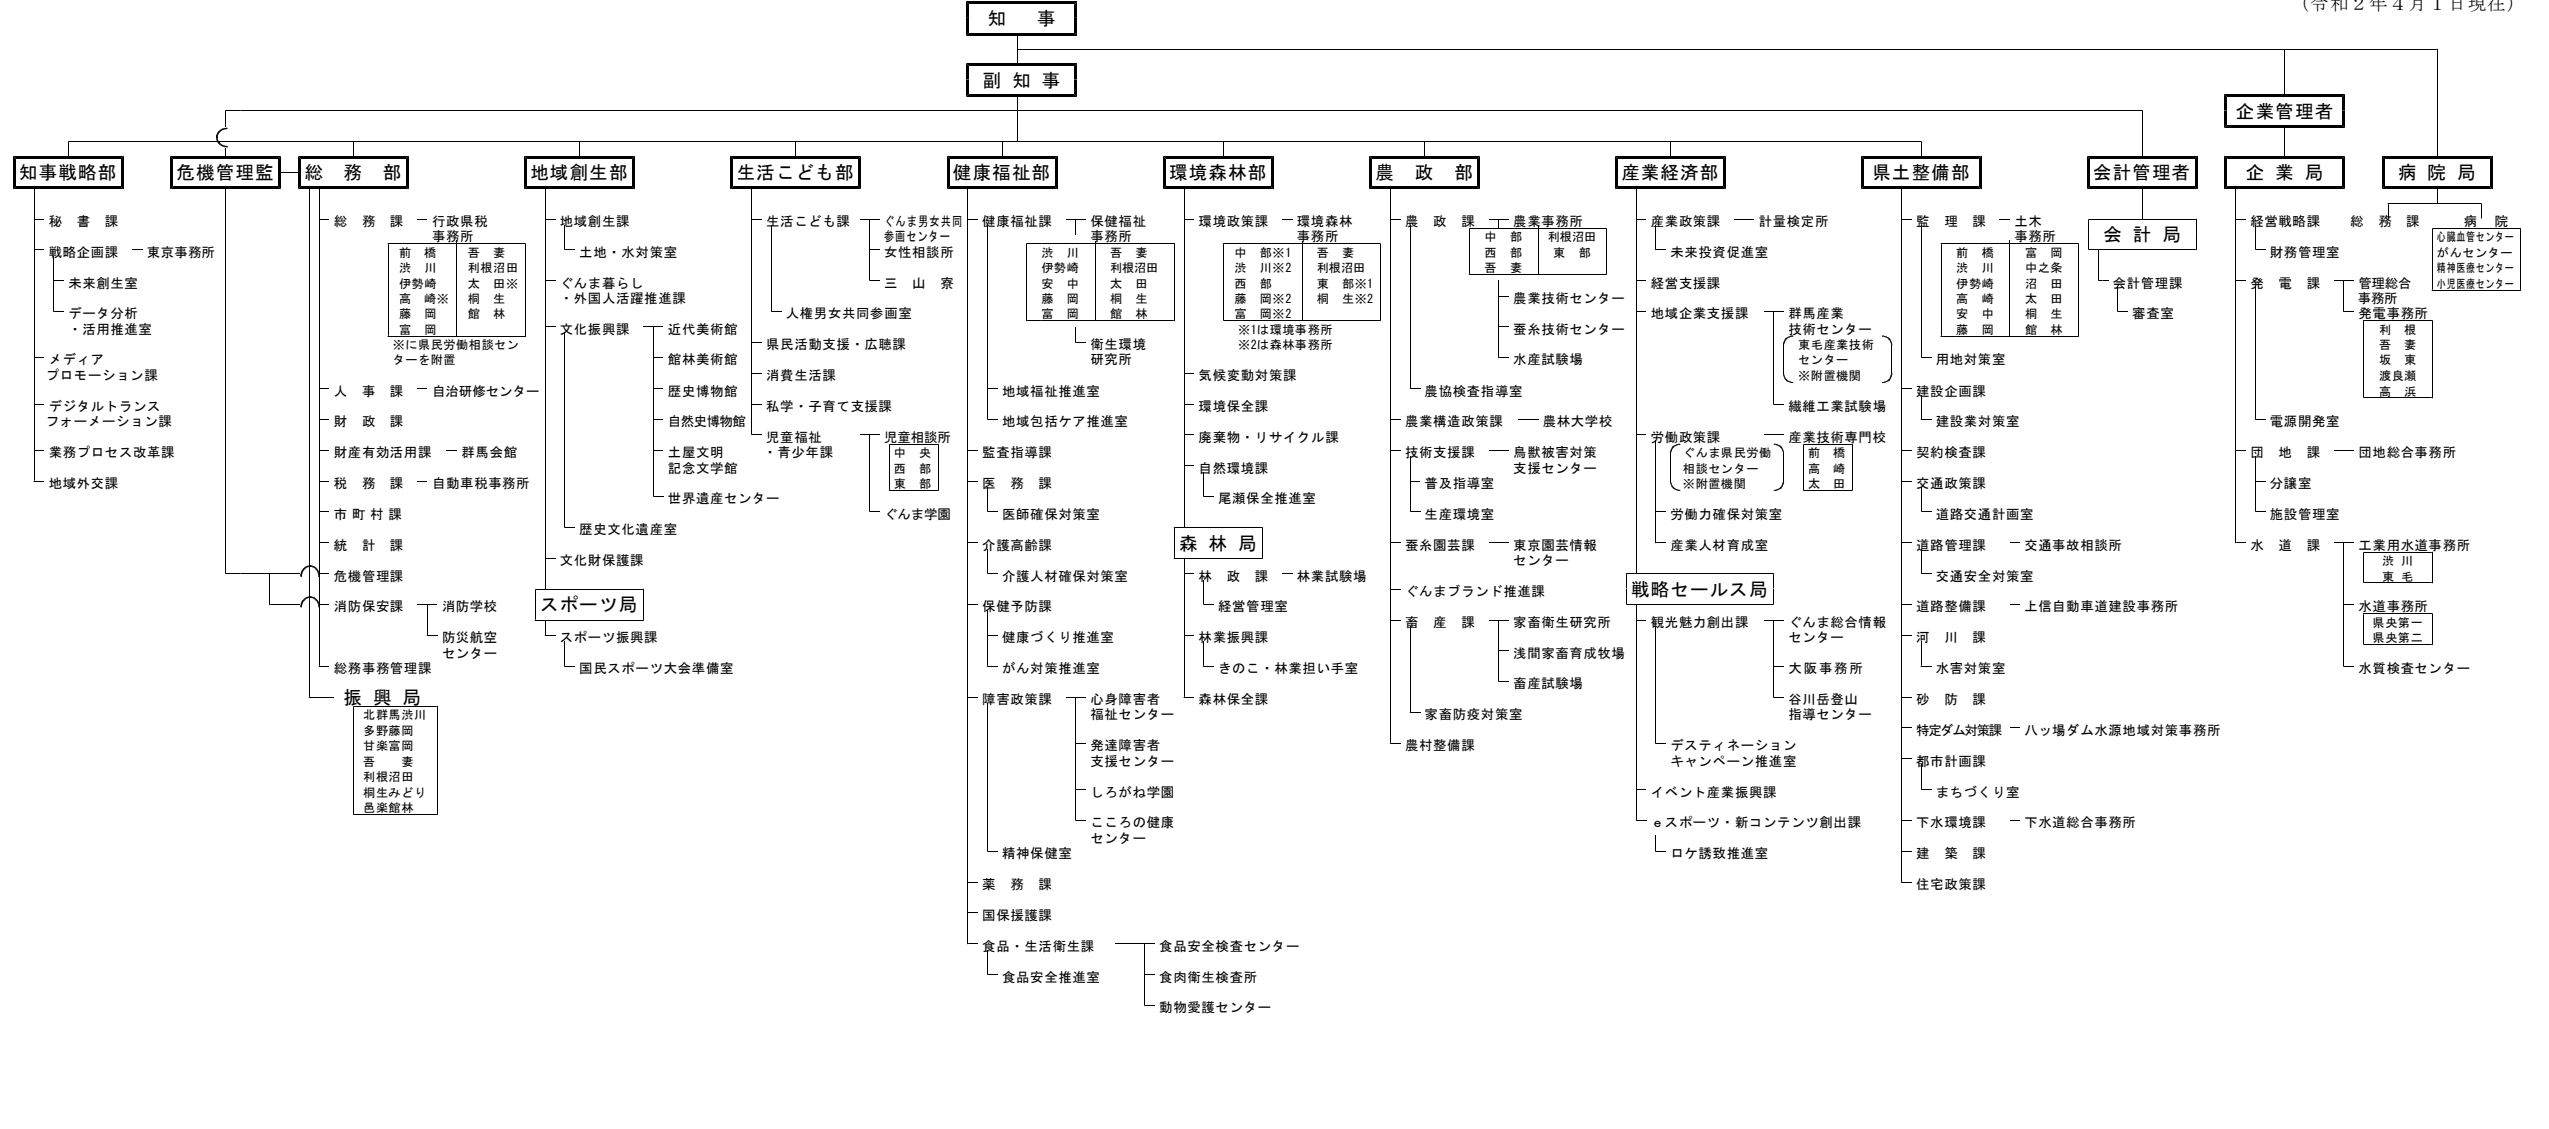 （令和２年４月１日現在）
知　事
副 知 事
企業管理者
知事戦略部
危機管理監
総　務　部
地域創生部
生活こども部
健康福祉部
環境森林部
農　政　部
産業経済部
県土整備部
会計管理者
企 業 局
病 院 局
秘　書　課
戦略企画課
東京事務所
未来創生室
データ分析
・活用推進室
メディア
プロモーション課
デジタルトランス
フォーメーション課
業務プロセス改革課
地域外交課
総　務　課
行政県税
事務所
前　橋　吾　妻
渋　川　利根沼田
伊勢崎　太　田※
高　崎※　桐　生
藤　岡　館　林
富　岡
※に県民労働相談セン
ターを附置
人　事　課
自治研修センター
財　政　課
財産有効活用課
群馬会館
税　務　課
自動車税事務所
市 町 村 課
統　計　課
危機管理課
消防保安課
消防学校
防災航空
センター
総務事務管理課
振 興 局
北群馬渋川
多野藤岡
甘楽富岡
吾　　妻
利根沼田
桐生みどり
邑楽館林
地域創生課
土地・水対策室
ぐんま暮らし
・外国人活躍推進課
文化振興課
近代美術館
館林美術館
歴史博物館
自然史博物館
土屋文明
記念文学館
世界遺産センター
歴史文化遺産室
文化財保護課
スポーツ局
スポーツ振興課
国民スポーツ大会準備室
生活こども課
ぐんま男女共同
参画センター
女性相談所
三　山　寮
人権男女共同参画室
県民活動支援・広聴課
消費生活課
私学・子育て支援課
児童福祉
・青少年課
児童相談所
中　央
西　部
東　部
ぐんま学園
健康福祉課
保健福祉
事務所
渋　川　吾　妻
伊勢崎　利根沼田
安　中　太　田
藤　岡　桐　生
富　岡　館　林
衛生環境
研究所
地域福祉推進室
地域包括ケア推進室
監査指導課
医　務　課
医師確保対策室
介護高齢課
介護人材確保対策室
保健予防課
健康づくり推進室
がん対策推進室
障害政策課
心身障害者
福祉センター
発達障害者
支援センター
しろがね学園
こころの健康
センター
精神保健室
薬　務　課
国保援護課
食品・生活衛生課
食品安全検査センター
食品安全推進室
食肉衛生検査所
動物愛護センター
環境政策課
環境森林
事務所
中　部※1　吾　妻
渋　川※2　利根沼田
西　部　東　部※1
藤　岡※2　桐　生※2
富　岡※2
※1は環境事務所
※2は森林事務所
気候変動対策課
環境保全課
廃棄物・リサイクル課
自然環境課
尾瀬保全推進室
森 林 局
林　政　課
林業試験場
経営管理室
林業振興課
きのこ・林業担い手室
森林保全課
農　政　課
農業事務所
中　部　利根沼田
西　部　東　部
吾　妻
農業技術センター
蚕糸技術センター
水産試験場
農協検査指導室
農業構造政策課
農林大学校
技術支援課
鳥獣被害対策
支援センター
普及指導室
生産環境室
蚕糸園芸課
東京園芸情報
センター
ぐんまブランド推進課
畜　産　課
家畜衛生研究所
浅間家畜育成牧場
畜産試験場
家畜防疫対策室
農村整備課
産業政策課
計量検定所
未来投資促進室
経営支援課
地域企業支援課
群馬産業
技術センター
東毛産業技術
センター
※附置機関
繊維工業試験場
労働政策課
産業技術専門校
ぐんま県民労働
相談センター
※附置機関
前　橋
高　崎
太　田
労働力確保対策室
産業人材育成室
戦略セールス局
観光魅力創出課
ぐんま総合情報
センター
大阪事務所
谷川岳登山
指導センター
デスティネーション
キャンペーン推進室
イベント産業振興課
ｅスポーツ・新コンテンツ創出課
ロケ誘致推進室
監　理　課
土木
事務所
前　橋　富　岡
渋　川　中之条
伊勢崎　沼　田
高　崎　太　田
安　中　桐　生
藤　岡　館　林
用地対策室
建設企画課
建設業対策室
契約検査課
交通政策課
道路交通計画室
道路管理課
交通事故相談所
交通安全対策室
道路整備課
上信自動車道建設事務所
河　川　課
水害対策室
砂　防　課
特定ダム対策課
八ッ場ダム水源地域対策事務所
都市計画課
まちづくり室
下水環境課
下水道総合事務所
建　築　課
住宅政策課
会 計 局
会計管理課
審査室
経営戦略課
財務管理室
発　電　課
管理総合
事務所
発電事務所
利　根
吾　妻
坂　東
渡良瀬
高　浜
電源開発室
団　地　課
団地総合事務所
分譲室
施設管理室
水　道　課
工業用水道事務所
渋 川
東 毛
水道事務所
県央第一
県央第二
水質検査センター
総　務　課
病　院
心臓血管センター
がんセンター
精神医療センター
小児医療センター